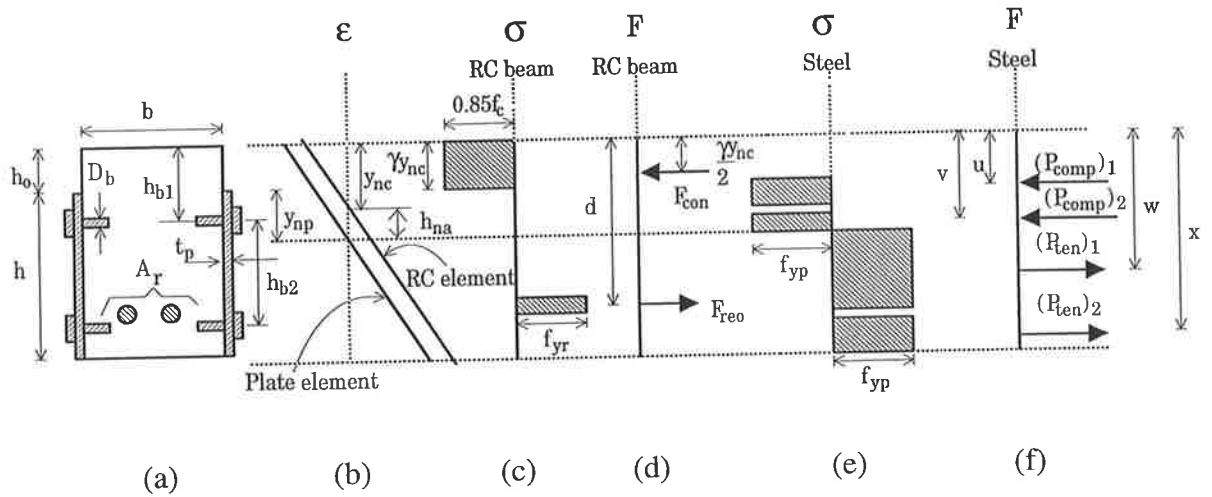 ε σ F σ F
RC beam RC beam Steel Steel
b
0.85f_c
h_o
D_b
h_b1
y_nc
γy_nc
γy_nc
2
F_con
y_np
h_na
d
v
u
(P_comp)_1
(P_comp)_2
w
x
h
t_p
h_b2
A_r
RC element
f_yp
(P_ten)_1
F_reo
(P_ten)_2
f_yr
Plate element
f_yp
(a) (b) (c) (d) (e) (f)